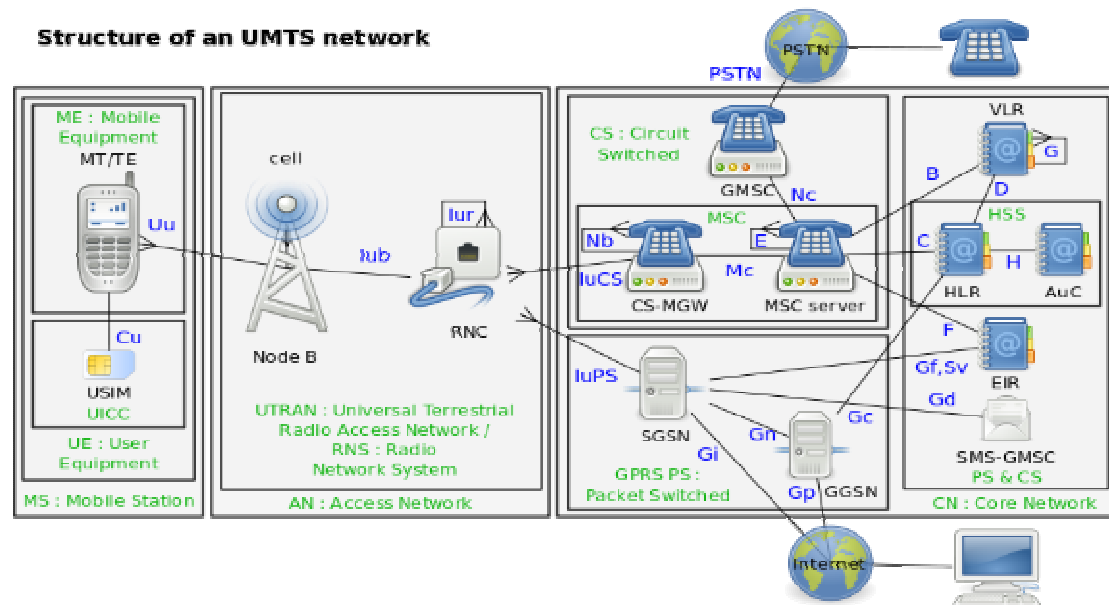 Structure of an UMTS network
PSTN
PSTN
ME : Mobile
Equipment
MT/TE
Uu
Cu
USIM
UICC
UE : User
Equipment
MS : Mobile Station
cell
Iub
Iur
Node B
RNC
UTRAN : Universal Terrestrial
Radio Access Network /
RNS : Radio
Network System
AN : Access Network
CS : Circuit
Switched
GMSC
Nc
MSC
Nb
E
IuCS
Mc
CS-MGW
MSC server
VLR
G
B
D
HSS
C
H
HLR
AuC
F
EIR
Gf,Sv
Gd
Gc
SMS-GMSC
PS & CS
IuPS
SGSN
Gn
Gi
GPRS PS :
Packet Switched
Gp
GGSN
CN : Core Network
Internet